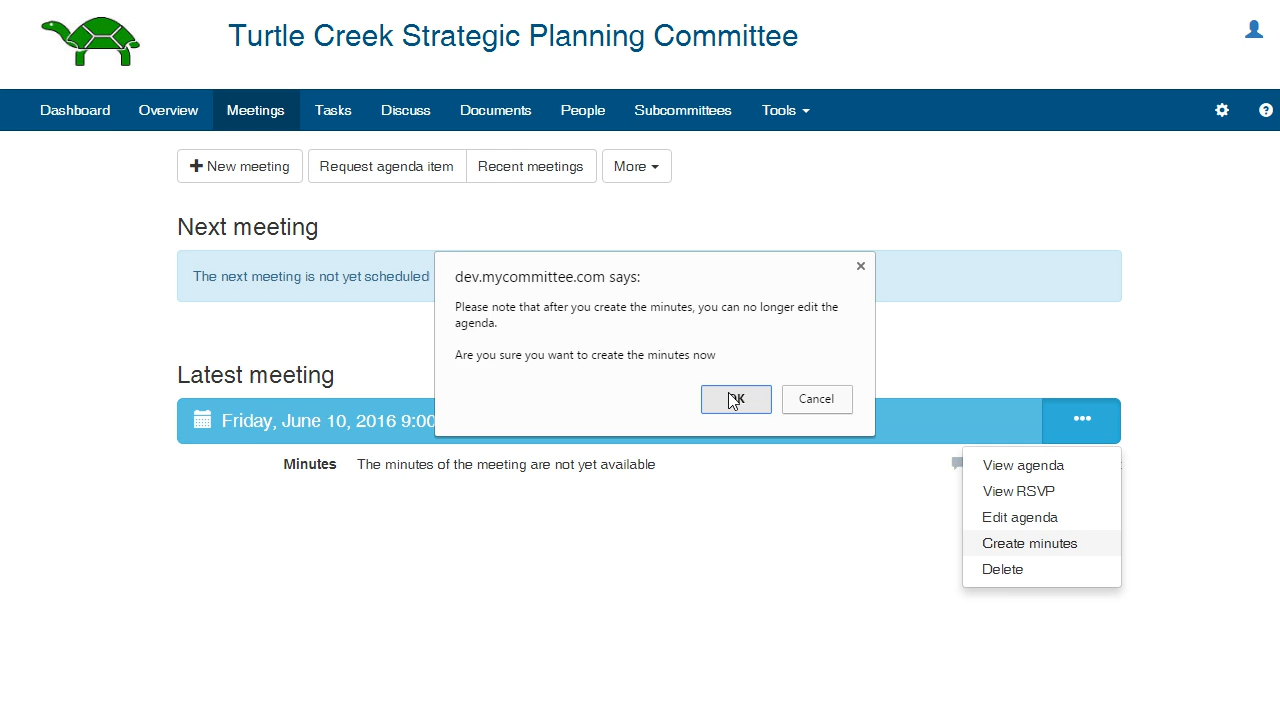 Turtle Creek Strategic Planning Committee
Dashboard Overview Meetings Tasks Discuss Documents People Subcommittees Tools
New meeting Request agenda item Recent meetings More
Next meeting
The next meeting is not yet scheduled
dev.mycommittee.com says:
Please note that after you create the minutes, you can no longer edit the
agenda.
Are you sure you want to create the minutes now
Cancel
Latest meeting
Friday, June 10, 2016 9:00
Minutes The minutes of the meeting are not yet available
View agenda
View RSVP
Edit agenda
Create minutes
Delete